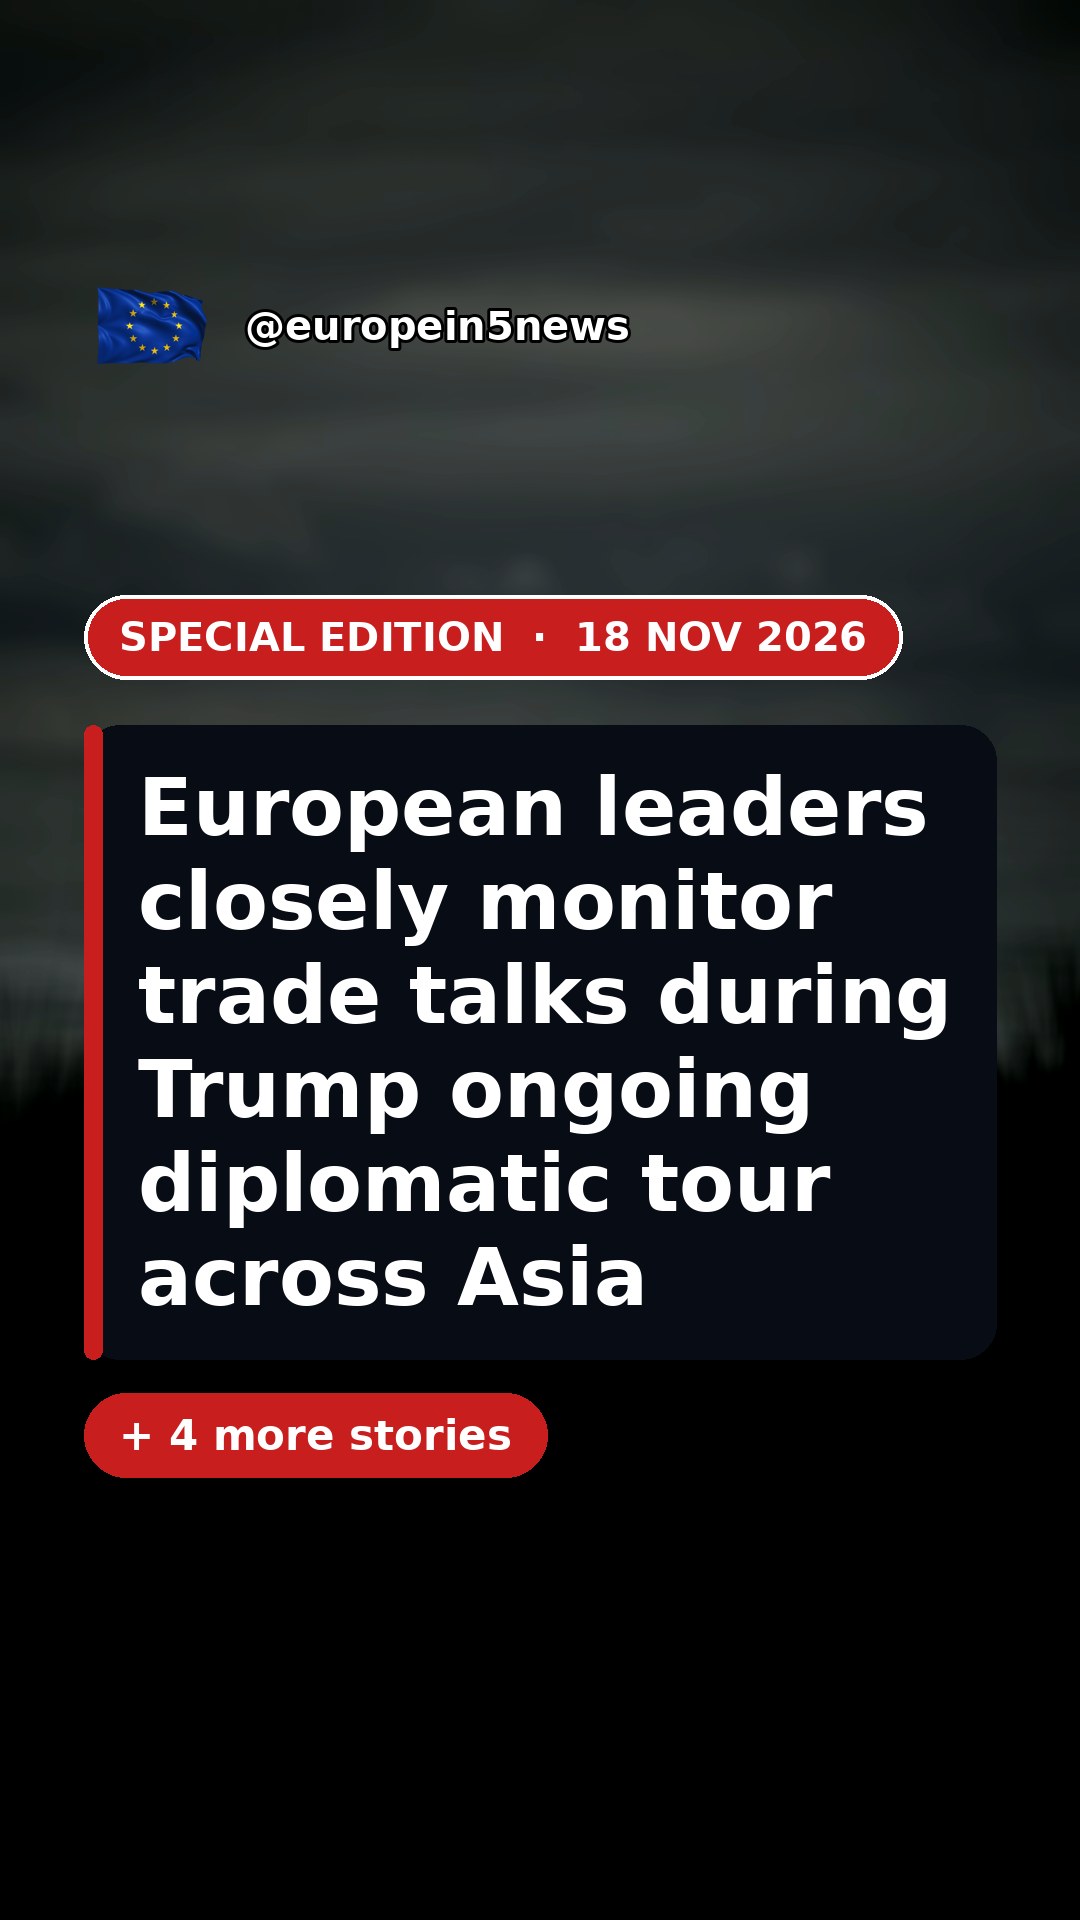 @europein5news
SPECIAL EDITION · 18 NOV 2026
European leaders
closely monitor
trade talks during
Trump ongoing
diplomatic tour
across Asia
+ 4 more stories